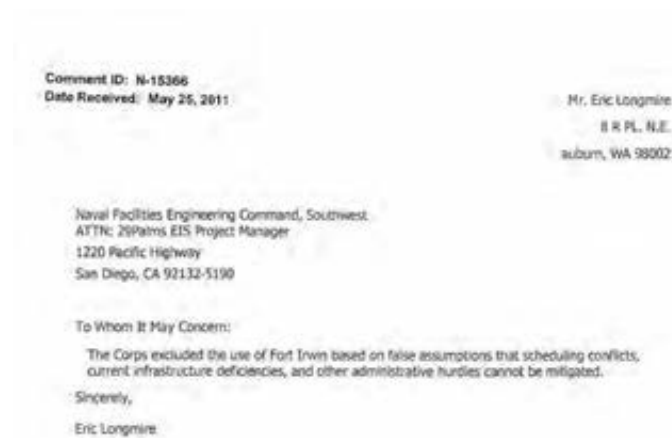 Comment ID: N-15366
Date Received: May 25, 2011
Mr. Eric Longmire
8 R PL. N.E.
auburn, WA 98002
Naval Facilities Engineering Command, Southwest
ATTN: 29Palms EIS Project Manager
1220 Pacific Highway
San Diego, CA 92132-5190
To Whom It May Concern:
The Corps excluded the use of Fort Irwin based on false assumptions that scheduling conflicts,
current infrastructure deficiencies, and other administrative hurdles cannot be mitigated.
Sincerely,
Eric Longmire